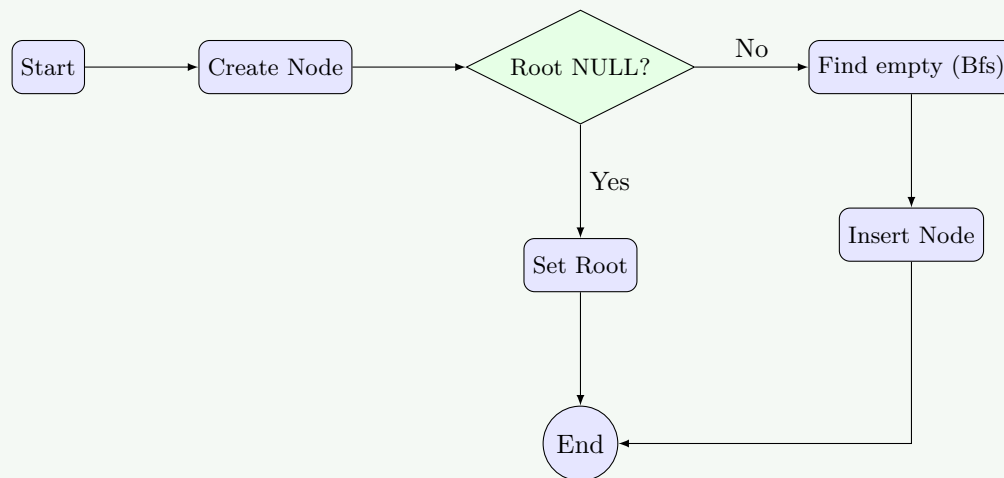 Start
Create Node
Root NULL?
No
Find empty (Bfs)
Yes
Insert Node
Set Root
End